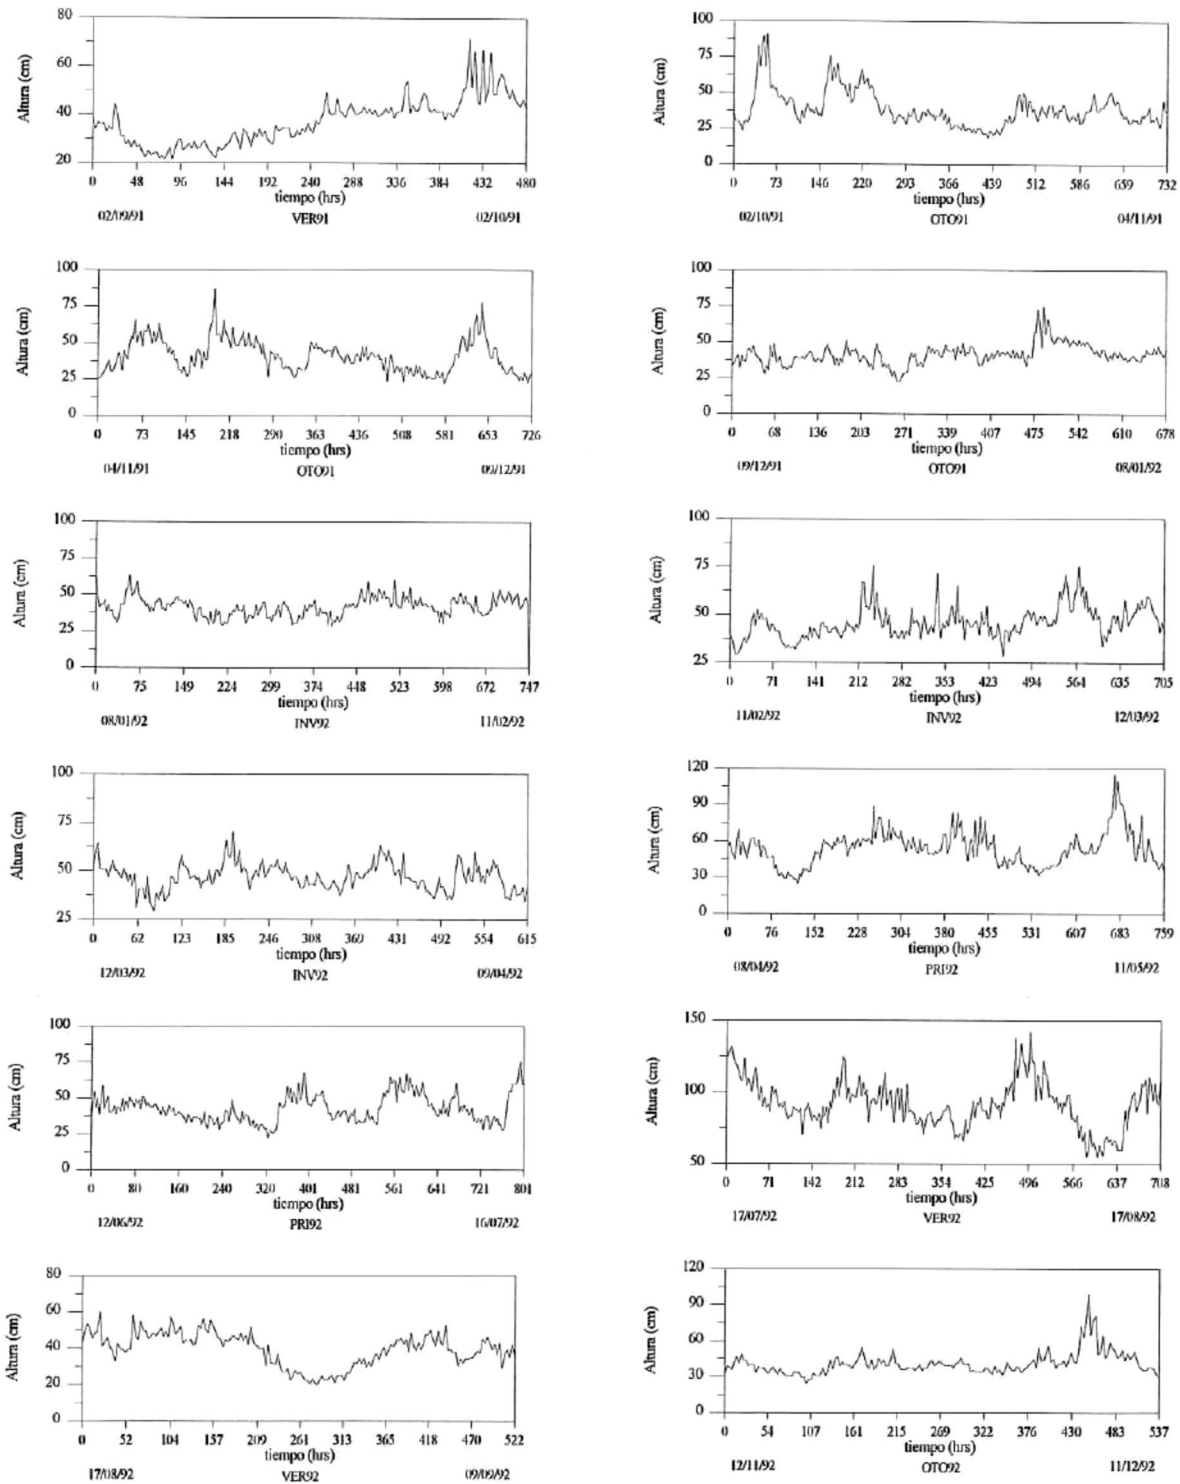 80
60
40
20
Altura (cm)
0 48 96 144 192 240 288 336 384 432 480
tiempo (hrs)
02/09/91 VER91 02/10/91
100
75
50
25
0
Altura (cm)
0 73 146 220 293 366 439 512 586 659 732
tiempo (hrs)
02/10/91 OTO91 04/11/91
100
75
50
25
0
Altura (cm)
0 73 145 218 290 363 436 508 581 653 726
tiempo (hrs)
04/11/91 OTO91 09/12/91
100
75
50
25
0
Altura (cm)
0 68 136 203 271 339 407 475 542 610 678
tiempo (hrs)
09/12/91 OTO91 08/01/92
100
75
50
25
0
Altura (cm)
0 75 149 224 299 374 448 523 598 672 747
tiempo (hrs)
08/01/92 INV92 11/02/92
100
75
50
25
Altura (cm)
0 71 141 212 282 353 423 494 564 635 705
tiempo (hrs)
11/02/92 INV92 12/03/92
100
75
50
25
Altura (cm)
0 62 123 185 246 308 369 431 492 554 615
tiempo (hrs)
12/03/92 INV92 09/04/92
120
90
60
30
0
Altura (cm)
0 76 152 228 304 380 455 531 607 683 759
tiempo (hrs)
08/04/92 PRI92 11/05/92
100
75
50
25
0
Altura (cm)
0 80 160 240 320 401 481 561 641 721 801
tiempo (hrs)
12/06/92 PRI92 16/07/92
150
100
50
Altura (cm)
0 71 142 212 283 354 425 496 566 637 708
tiempo (hrs)
17/07/92 VER92 17/08/92
80
60
40
20
0
Altura (cm)
0 52 104 157 209 261 313 365 418 470 522
tiempo (hrs)
17/08/92 VER92 09/09/92
120
90
60
30
0
Altura (cm)
0 54 107 161 215 269 322 376 430 483 537
tiempo (hrs)
12/11/92 OTO92 11/12/92